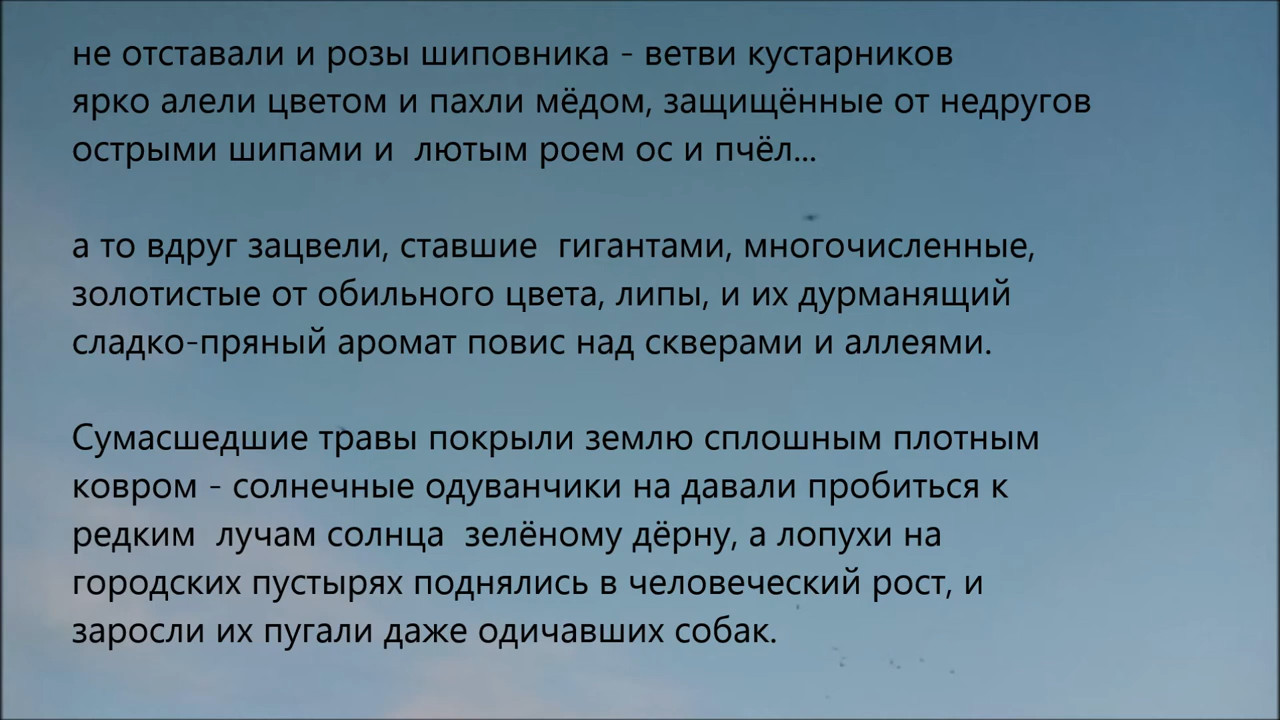 не отставали и розы шиповника - ветви кустарников
ярко алели цветом и пахли мёдом, защищённые от недругов
острыми шипами и  лютым роем ос и пчёл...
а то вдруг зацвели, ставшие  гигантами, многочисленные,
золотистые от обильного цвета, липы, и их дурманящий
сладко-пряный аромат повис над скверами и аллеями.
Сумасшедшие травы покрыли землю сплошным плотным
ковром - солнечные одуванчики на давали пробиться к
редким  лучам солнца  зелёному дёрну, а лопухи на
городских пустырях поднялись в человеческий рост, и
заросли их пугали даже одичавших собак.